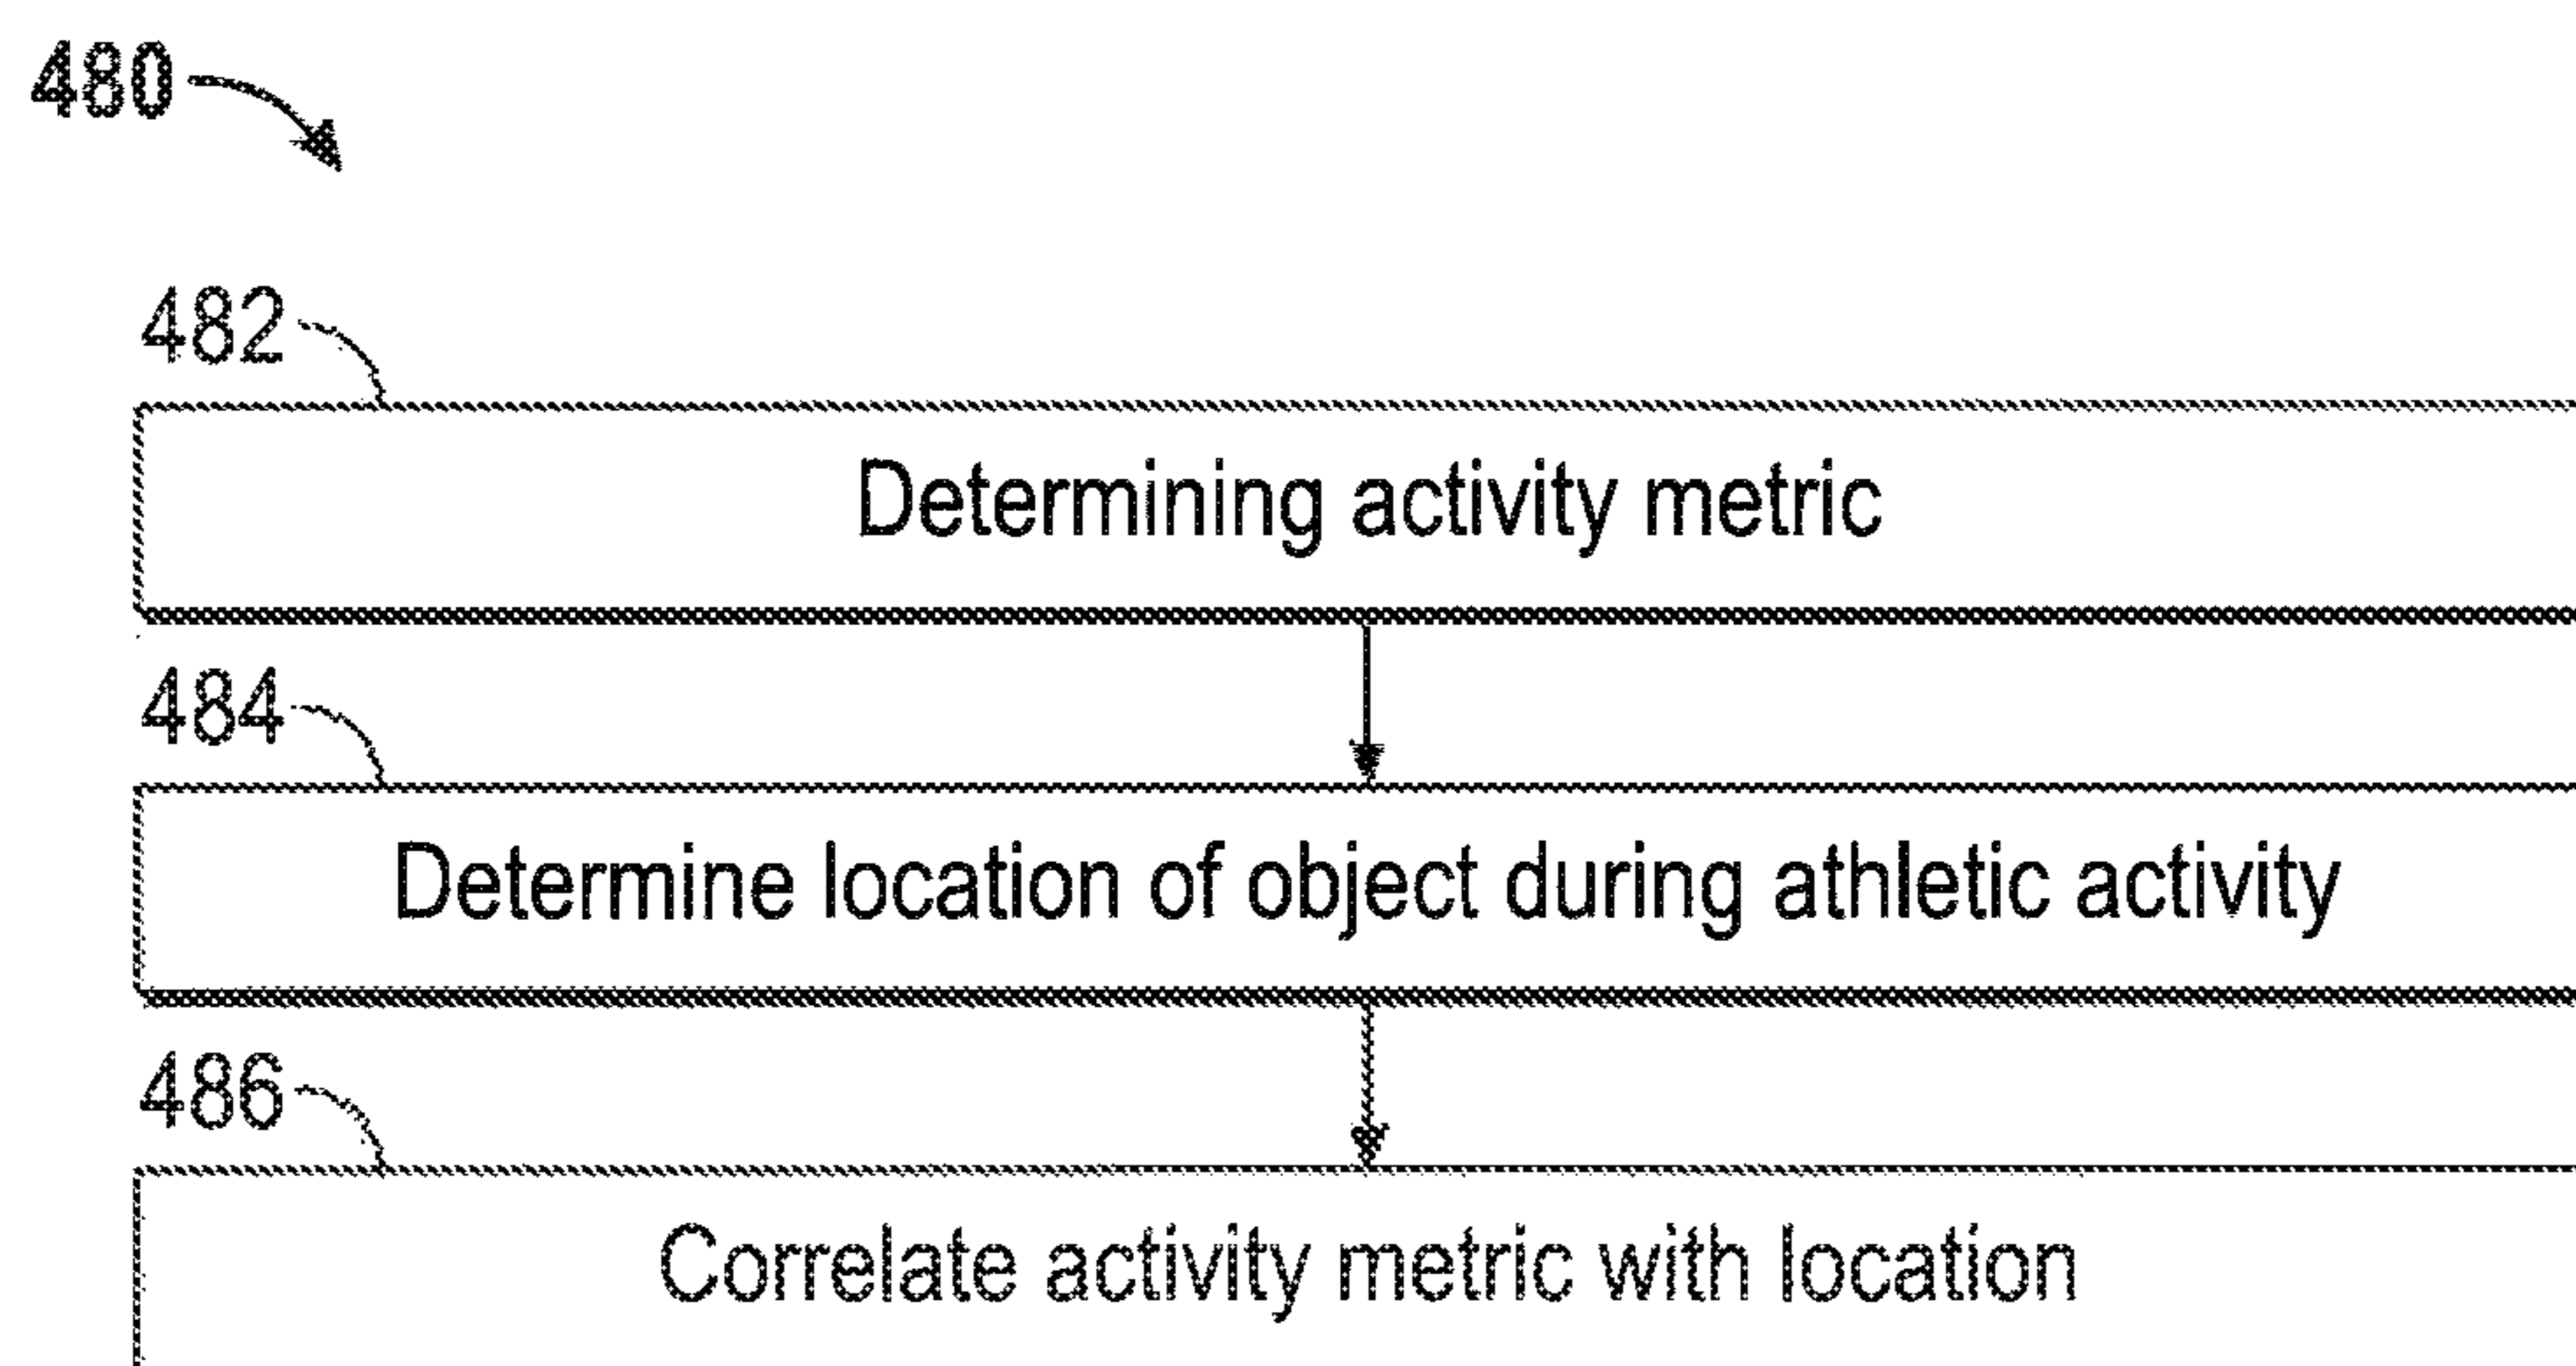 480
482
Determining activity metric
484
Determine location of object during athletic activity
486
Correlate activity metric with location